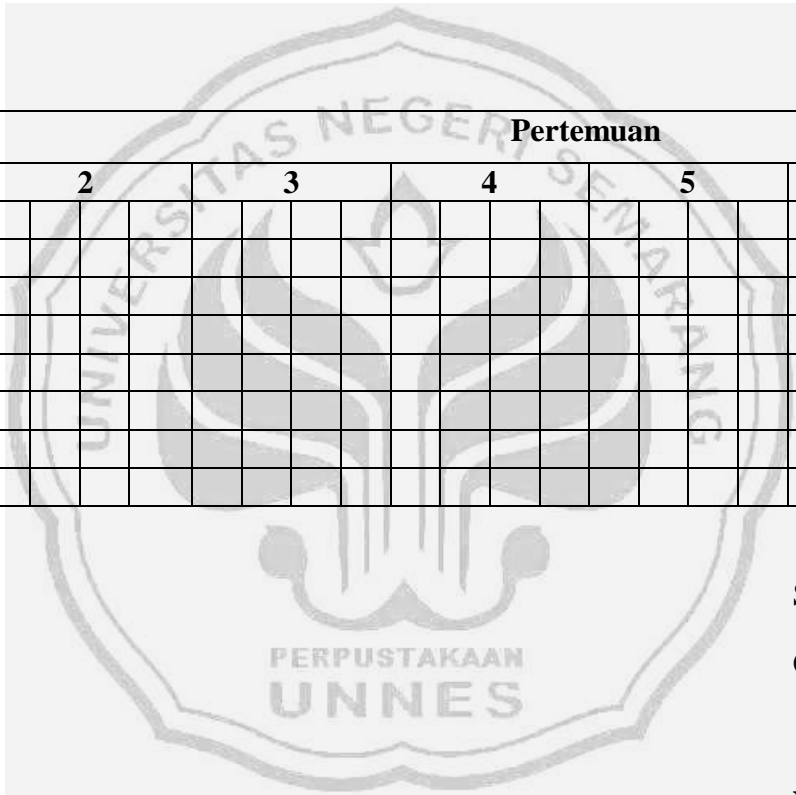 UNIVERSITAS NEGERI SEMARANG
Pertemuan
2 3 4 5
PERPUSTAKAAN
UNNES